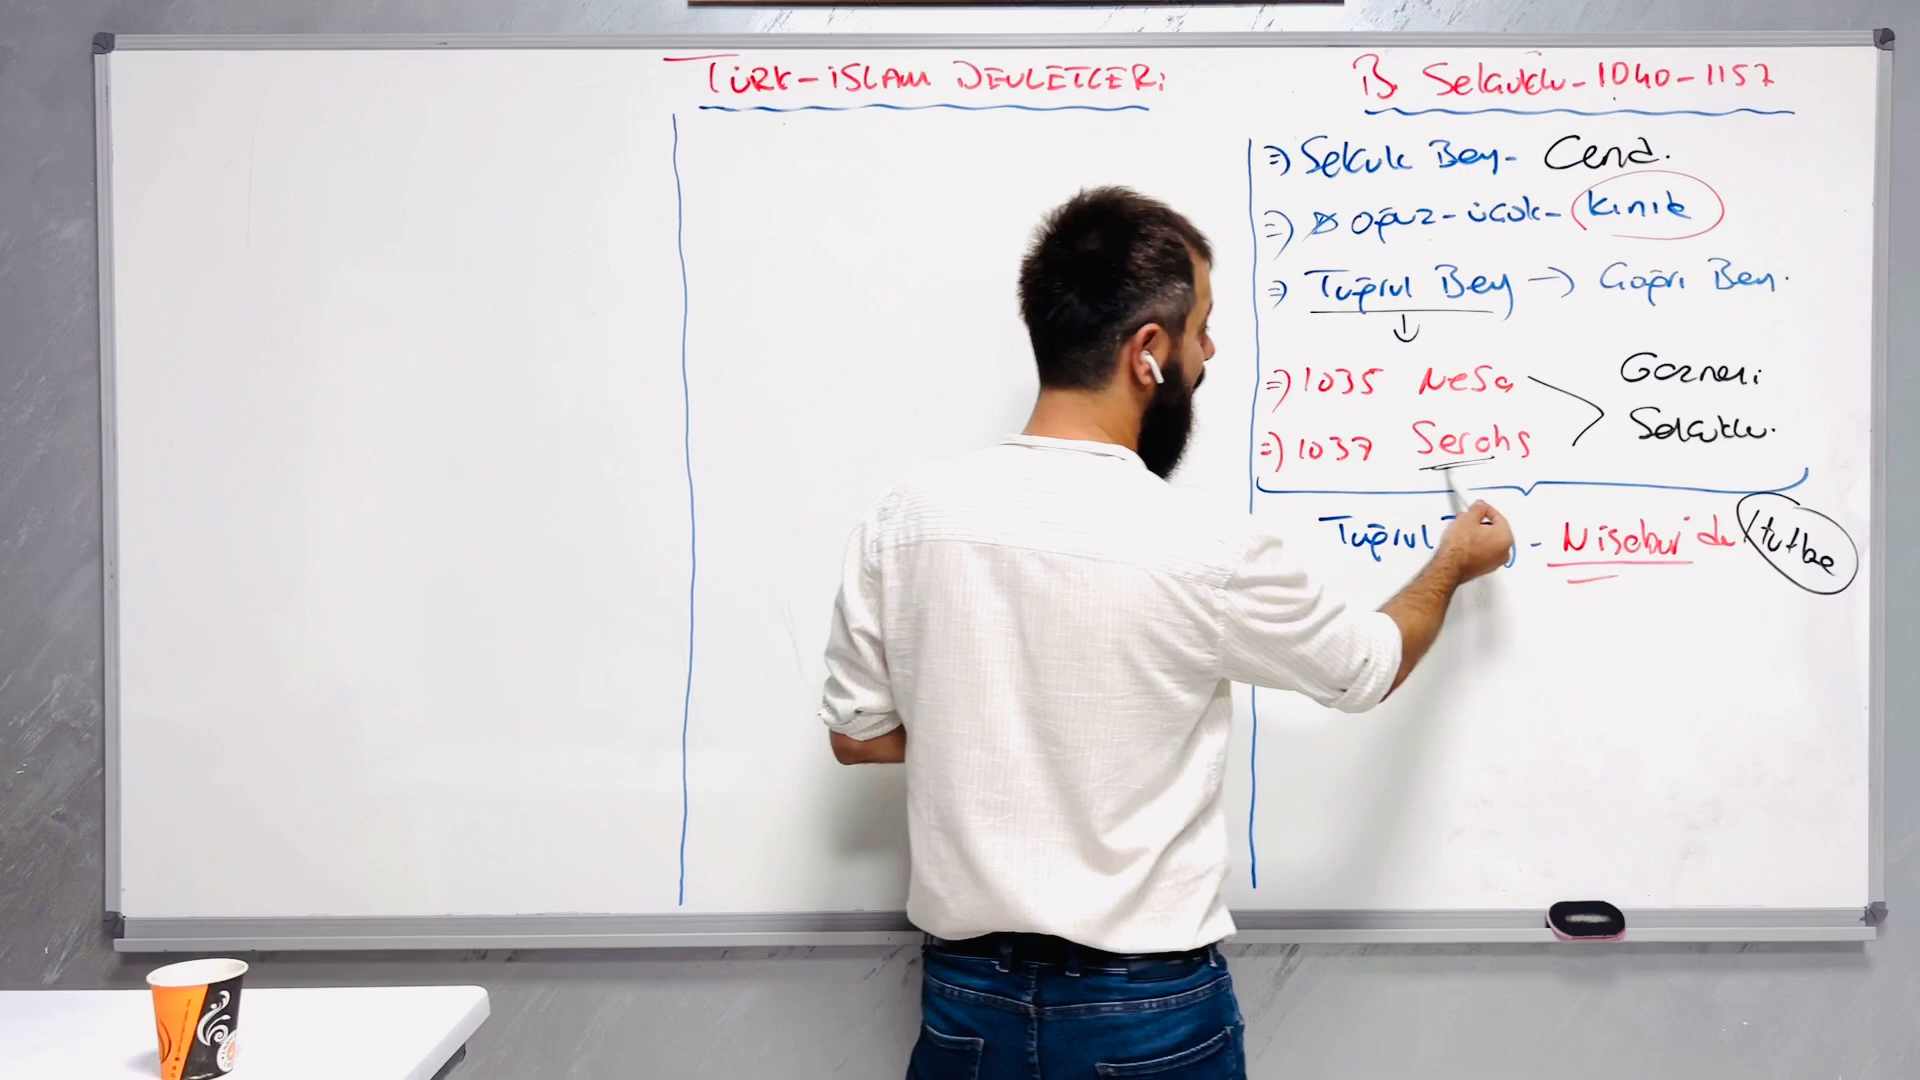 TÜRK-İSLAM DEVLETLERİ
B. Selçuklu-1040-1157
=) Selçuk Bey- Cend.
=) Oğuz-üçok- Kınık
=) Tuğrul Bey → Çağrı Bey.
↓
=) 1035 Nesa
Gazneli
=) 1037 Serahs
Selçuklu.
Tuğrul - Nişabur'da Hutbe